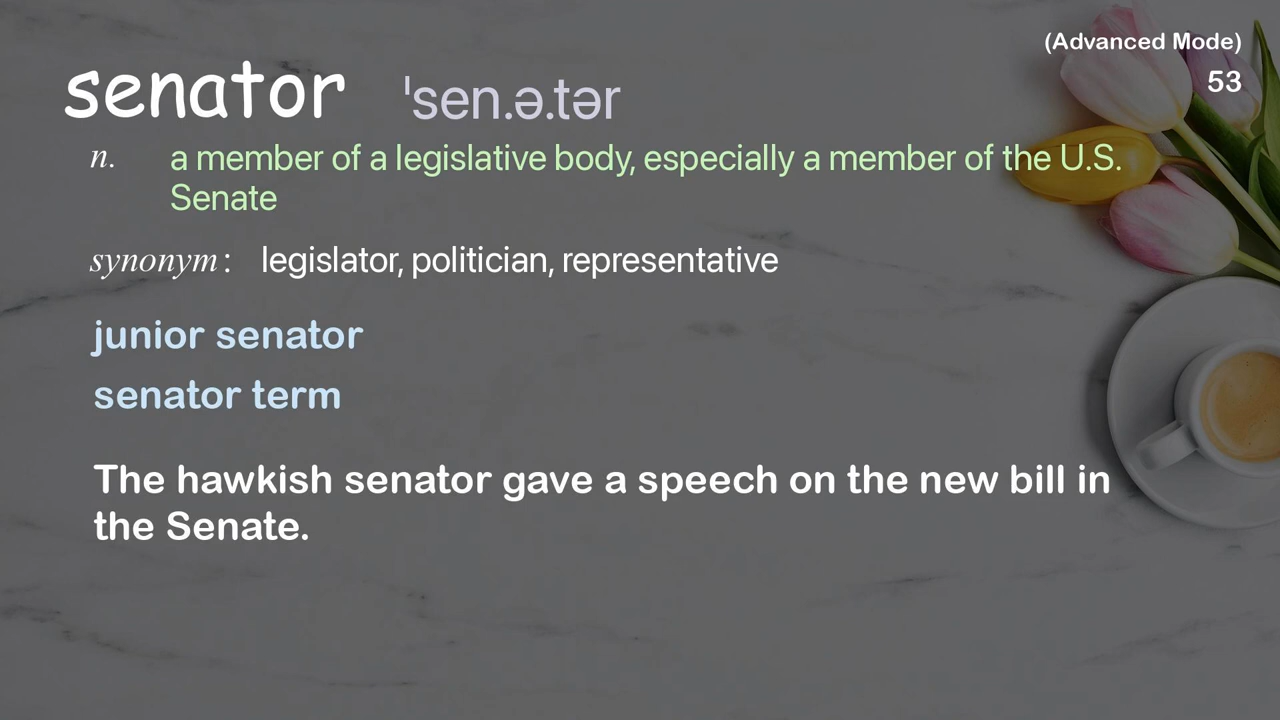 (Advanced Mode)
senator ˈsen.ə.tər
53
n. a member of a legislative body, especially a member of the U.S.
Senate
synonym : legislator, politician, representative
junior senator
senator term
The hawkish senator gave a speech on the new bill in
the Senate.